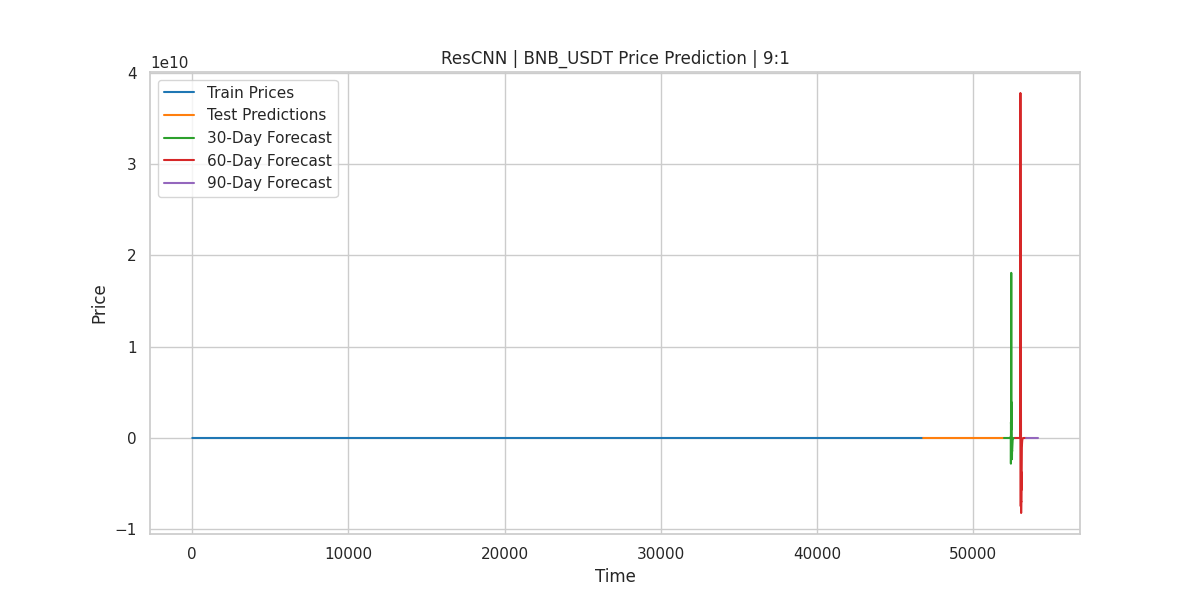 ResCNN | BNB_USDT Price Prediction | 9:1
1e10
4
3
2
1
0
−1
Price
Train Prices
Test Predictions
30-Day Forecast
60-Day Forecast
90-Day Forecast
0 10000 20000 30000 40000 50000
Time